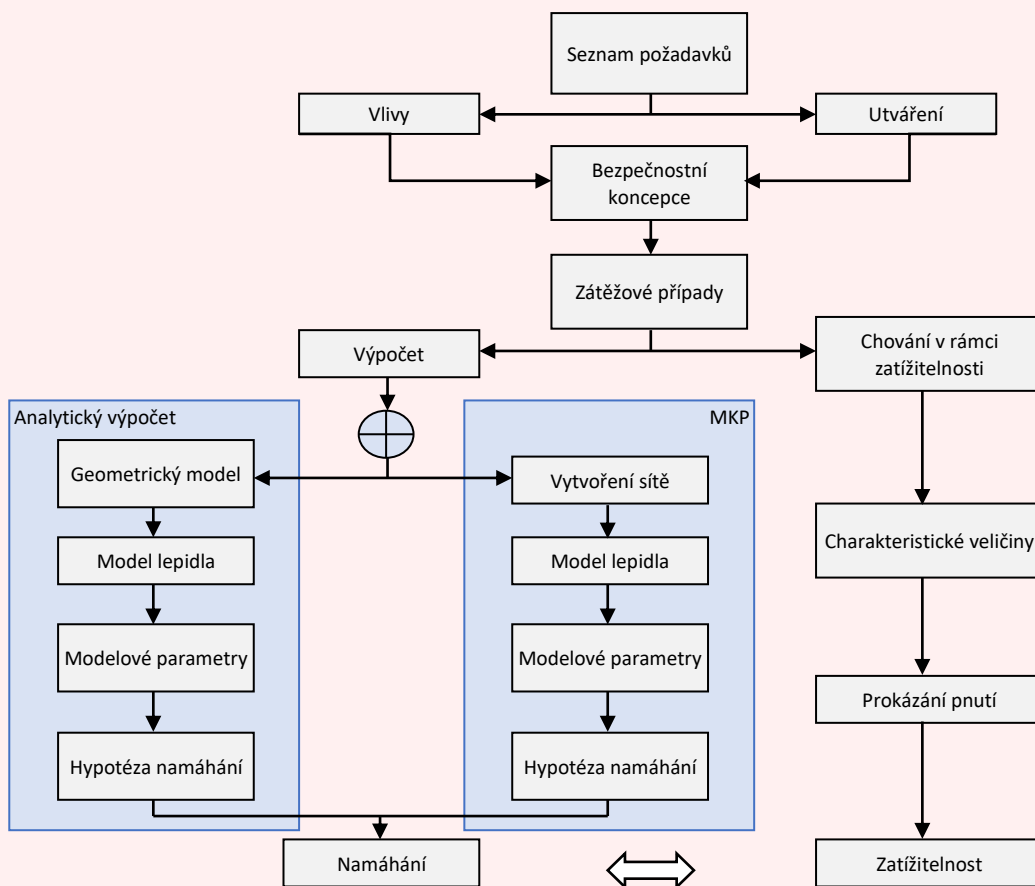 Seznam požadavků
Vlivy
Utváření
Bezpečnostní
koncepce
Zátěžové případy
Výpočet
Chování v rámci
zatížitelnosti
Analytický výpočet
MKP
Geometrický model
Vytvoření sítě
Model lepidla
Model lepidla
Charakteristické veličiny
Modelové parametry
Modelové parametry
Prokázání pnutí
Hypotéza namáhání
Hypotéza namáhání
Namáhání
Zatížitelnost